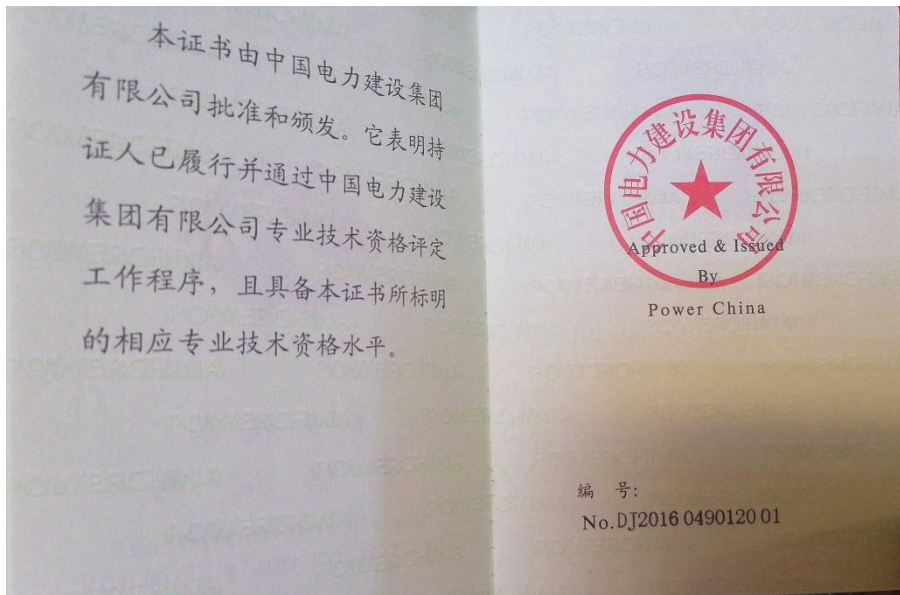 本证书由中国电力建设集团
有限公司批准和颁发。它表明持
证人已履行并通过中国电力建设
集团有限公司专业技术资格评定
工作程序，且具备本证书所标明
的相应专业技术资格水平。
中国电力建设集团有限公司
Approved & Issued
By
Power China
编 号:
No.DJ2016 0490120 01